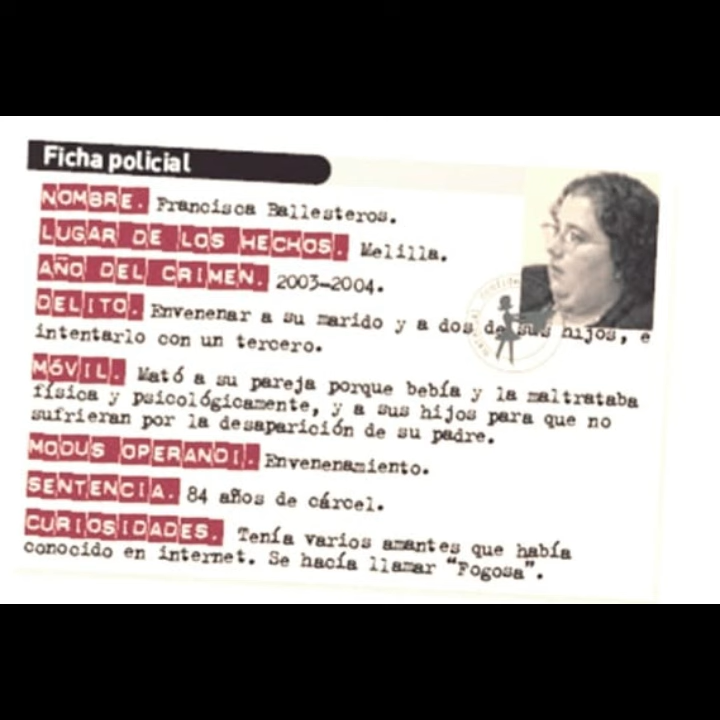 Ficha policial
NOMBRE. Francisca Ballesteros.
LUGAR DE LOS HECHOS. Melilla.
AÑO DEL CRIMEN. 2003-2004.
DELITO. Envenenar a su marido y a dos de sus hijos, e
intentarlo con un tercero.
MÓVIL. Mató a su pareja porque bebía y la maltrataba
física y psicológicamente, y a sus hijos para que no
sufrieran por la desaparición de su padre.
MODUS OPERANDI. Envenenamiento.
SENTENCIA. 84 años de cárcel.
CURIOSIDADES. Tenía varios amantes que había
conocido en internet. Se hacía llamar "Fogosa".